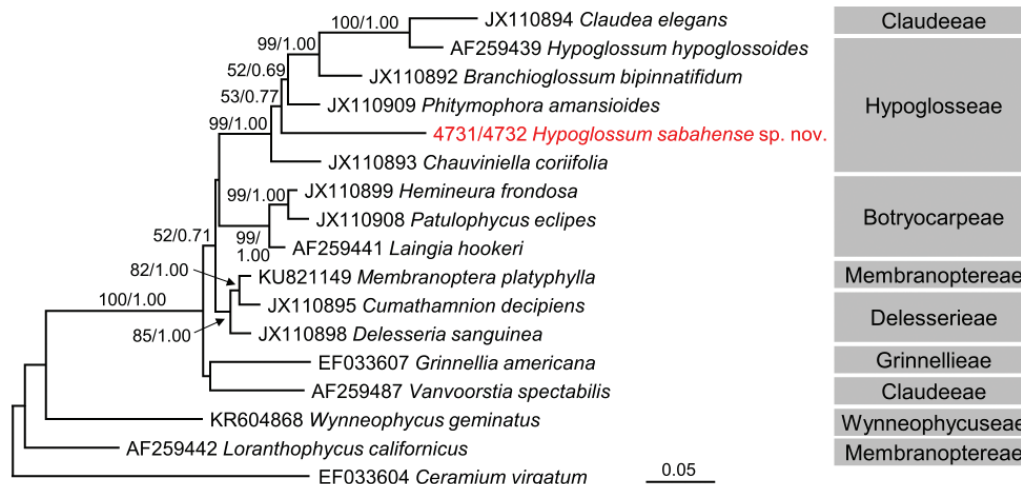 100/1.00
JX110894 Claudea elegans
Claudeeae
99/1.00
AF259439 Hypoglossum hypoglossoides
52/0.69
JX110892 Branchioglossum bipinnatifidum
53/0.77
JX110909 Phitymophora amansioides
Hypoglosseae
99/1.00
4731/4732 Hypoglossum sabahense sp. nov.
JX110893 Chauviniella coriifolia
99/1.00
JX110899 Hemineura frondosa
JX110908 Patulophycus eclipes
Botryocarpeae
52/0.71
99/
1.00
AF259441 Laingia hookeri
82/1.00
KU821149 Membranoptera platyphylla
Membranoptereae
100/1.00
JX110895 Cumathamnion decipiens
Delesserieae
85/1.00
JX110898 Delesseria sanguinea
EF033607 Grinnellia americana
Grinnellieae
AF259487 Vanvoorstia spectabilis
Claudeeae
KR604868 Wynneophycus geminatus
Wynneophycuseae
AF259442 Loranthophycus californicus
Membranoptereae
EF033604 Ceramium virgatum
0.05